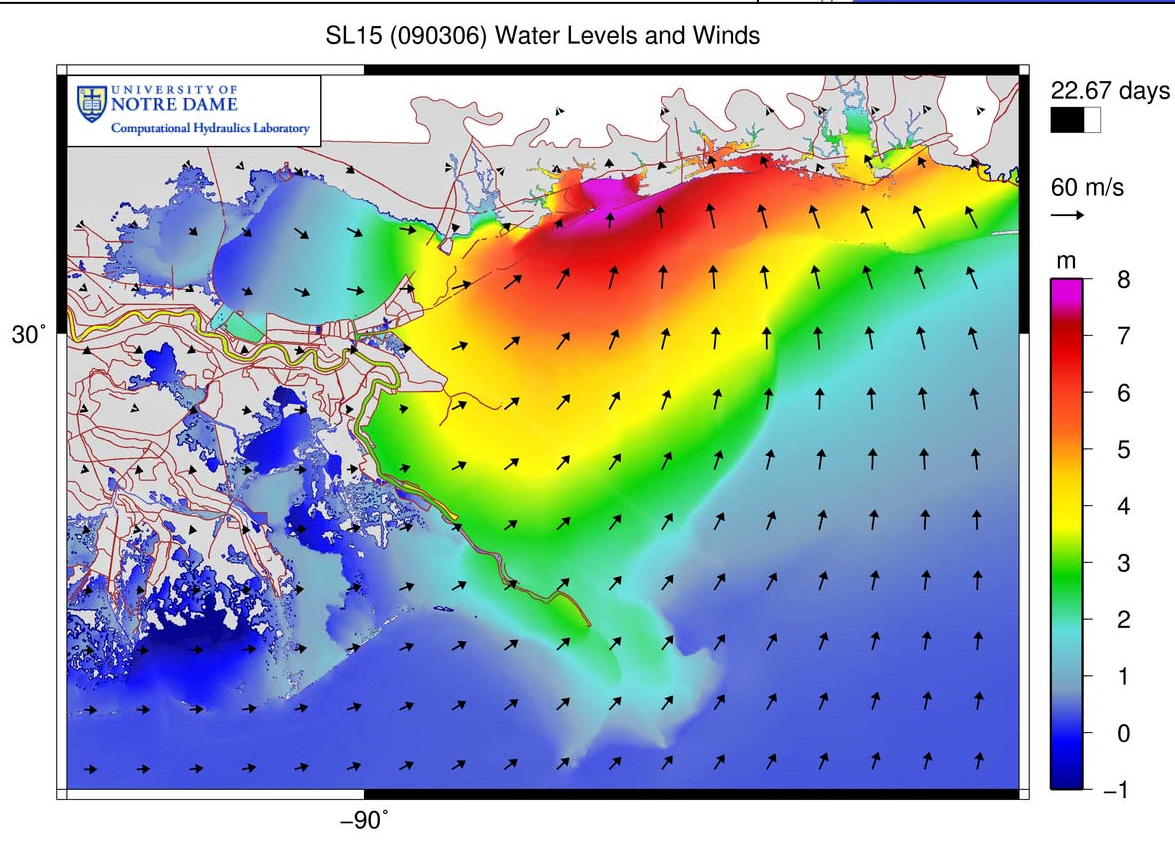 SL15 (090306) Water Levels and Winds
UNIVERSITY OF
NOTRE DAME
Computational Hydraulics Laboratory
22.67 days
60 m/s
m
8
7
6
5
4
3
2
1
0
−1
30°
−90°